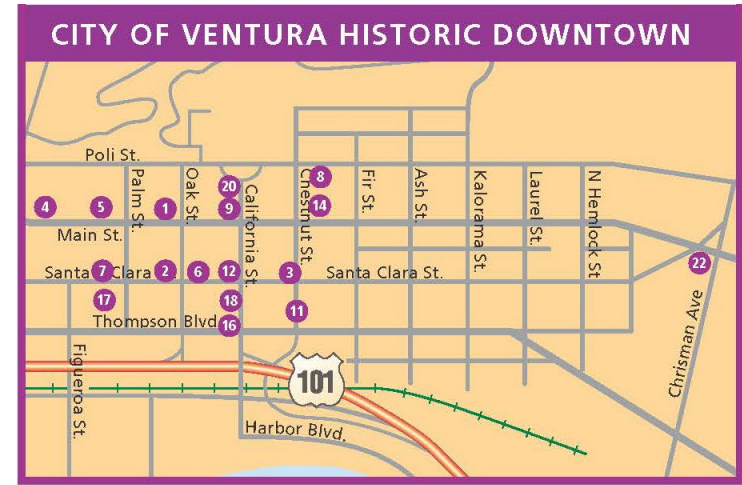 CITY OF VENTURA HISTORIC DOWNTOWN
Poli St.
Palm St.
Oak St.
California St.
Chestnut St.
Fir St.
Ash St.
Kalorama St.
Laurel St.
N Hemlock St
20
8
4
5
1
9
14
Main St.
22
Santa Clara
7
2
6
12
3
Santa Clara St.
17
18
11
Thompson Blvd
16
Figueroa St.
101
Chrisman Ave
Harbor Blvd.